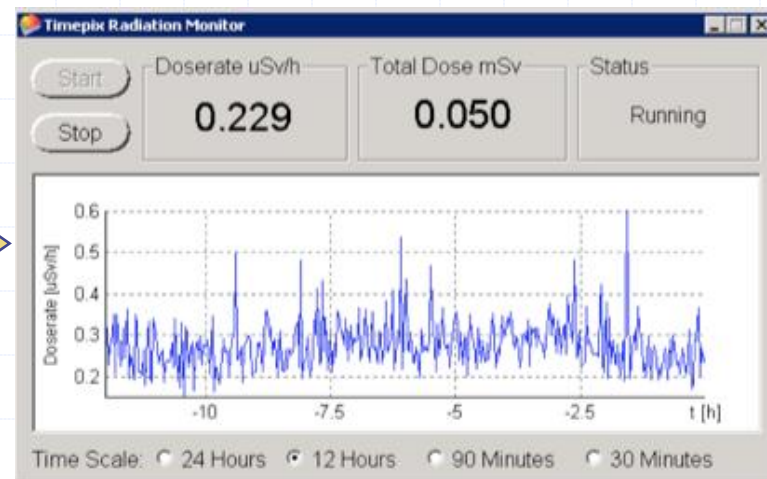 Timepix Radiation Monitor
Start
Stop
Doserate uSv/h
0.229
Total Dose mSv
0.050
Status
Running
Doserate [uSv/h]
0.6
0.5
0.4
0.3
0.2
-10 -7.5 -5 -2.5 t [h]
Time Scale: 24 Hours 12 Hours 90 Minutes 30 Minutes